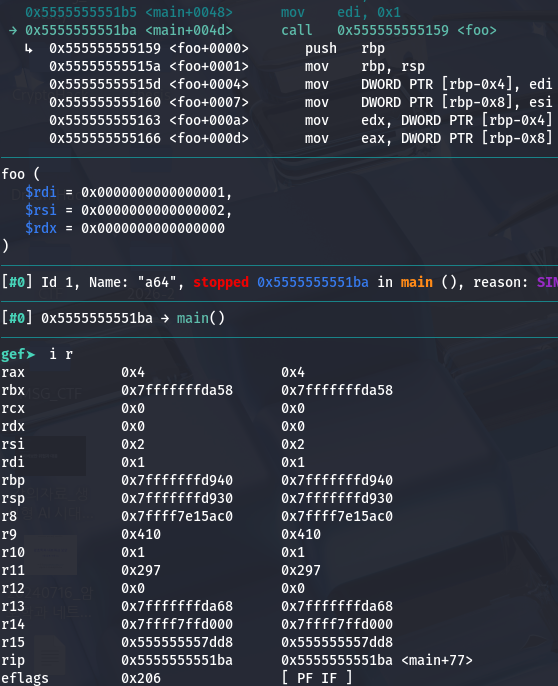 0x5555555551b5 <main+0048> mov edi, 0x1
→ 0x5555555551ba <main+004d> call 0x555555555159 <foo>
↳ 0x555555555159 <foo+0000> push rbp
0x55555555515a <foo+0001> mov rbp, rsp
0x55555555515d <foo+0004> mov DWORD PTR [rbp-0x4], edi
0x555555555160 <foo+0007> mov DWORD PTR [rbp-0x8], esi
0x555555555163 <foo+000a> mov edx, DWORD PTR [rbp-0x4]
0x555555555166 <foo+000d> mov eax, DWORD PTR [rbp-0x8]
foo (
$rdi = 0x0000000000000001,
$rsi = 0x0000000000000002,
$rdx = 0x0000000000000000
)
[#0] Id 1, Name: "a64", stopped 0x5555555551ba in main (), reason: SIN
[#0] 0x5555555551ba → main()
gef➤ i r
rax 0x4 0x4
rbx 0x7fffffffda58 0x7fffffffda58
rcx 0x0 0x0
rdx 0x0 0x0
rsi 0x2 0x2
rdi 0x1 0x1
rbp 0x7fffffffd940 0x7fffffffd940
rsp 0x7fffffffd930 0x7fffffffd930
r8 0x7ffff7e15ac0 0x7ffff7e15ac0
r9 0x410 0x410
r10 0x1 0x1
r11 0x297 0x297
r12 0x0 0x0
r13 0x7fffffffda68 0x7fffffffda68
r14 0x7ffff7ffd000 0x7ffff7ffd000
r15 0x555555557dd8 0x555555557dd8
rip 0x5555555551ba 0x5555555551ba <main+77>
eflags 0x206 [ PF IF ]